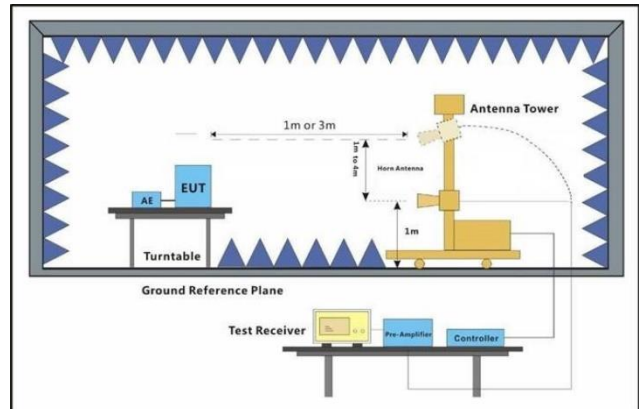 Antenna Tower
1m or 3m
1m to 4m
Horn Antenna
EUT
AE
1m
Turntable
Ground Reference Plane
Test Receiver
Pre-Amplifier
Controller